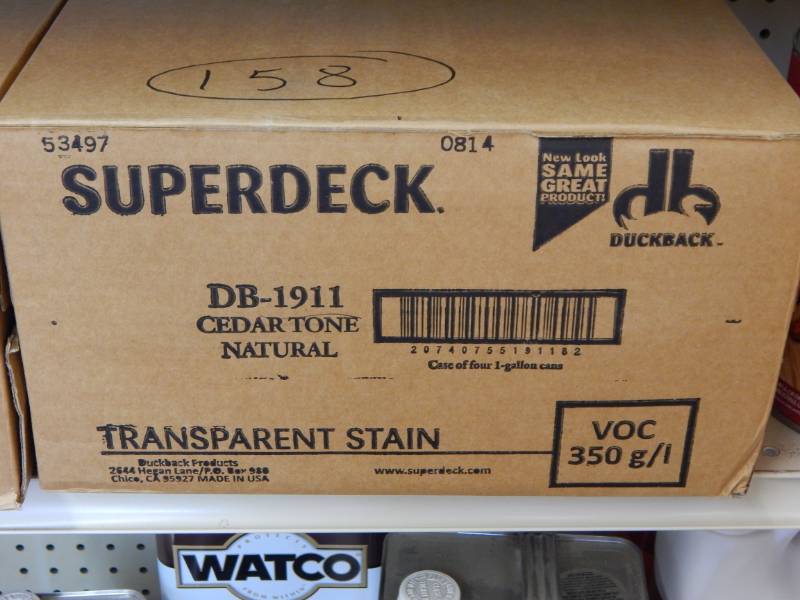 158
53497 0814
SUPERDECK.
New Look
SAME
GREAT
PRODUCT!
db
DUCKBACK
DB-1911
CEDAR TONE
NATURAL
2 0 7 4 0 7 5 5 1 9 1 1 8 2
Case of four 1-gallon cans
TRANSPARENT STAIN
Duckback Products
2644 Hegan Lane/P.O. Box 980
Chico, CA 95927 MADE IN USA
www.superdeck.com
VOC
350 g/l
PROTECTS
WATCO
FROM WITHIN